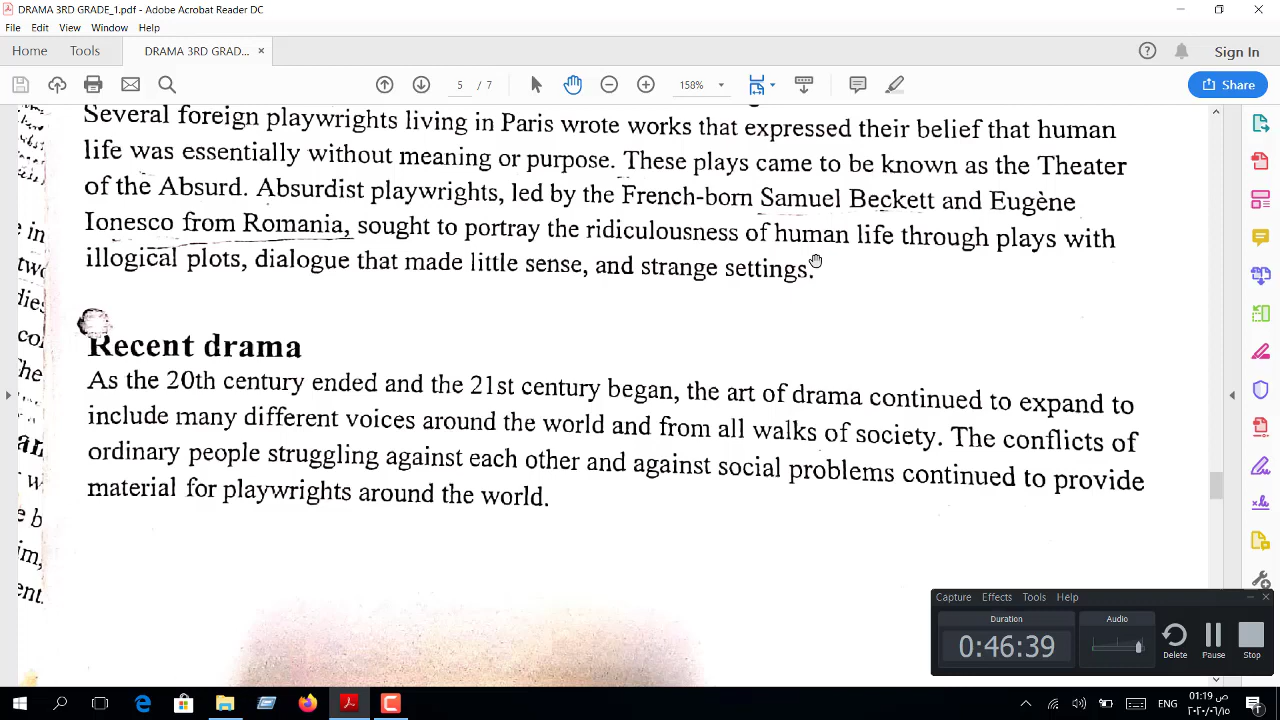 DRAMA 3RD GRADE_1.pdf - Adobe Acrobat Reader DC
File Edit View Window Help
Home Tools DRAMA 3RD GRAD... × Sign In
5 / 7 158% Share
Several foreign playwrights living in Paris wrote works that expressed their belief that human
life was essentially without meaning or purpose. These plays came to be known as the Theater
of the Absurd. Absurdist playwrights, led by the French-born Samuel Beckett and Eugène
Ionesco from Romania, sought to portray the ridiculousness of human life through plays with
illogical plots, dialogue that made little sense, and strange settings.
Recent drama
As the 20th century ended and the 21st century began, the art of drama continued to expand to
include many different voices around the world and from all walks of society. The conflicts of
ordinary people struggling against each other and against social problems continued to provide
material for playwrights around the world.
e in
two
dies
The
ent.
Capture Effects Tools Help
Duration Audio
0:46:39
Delete Pause Stop
ENG 01:19 ص